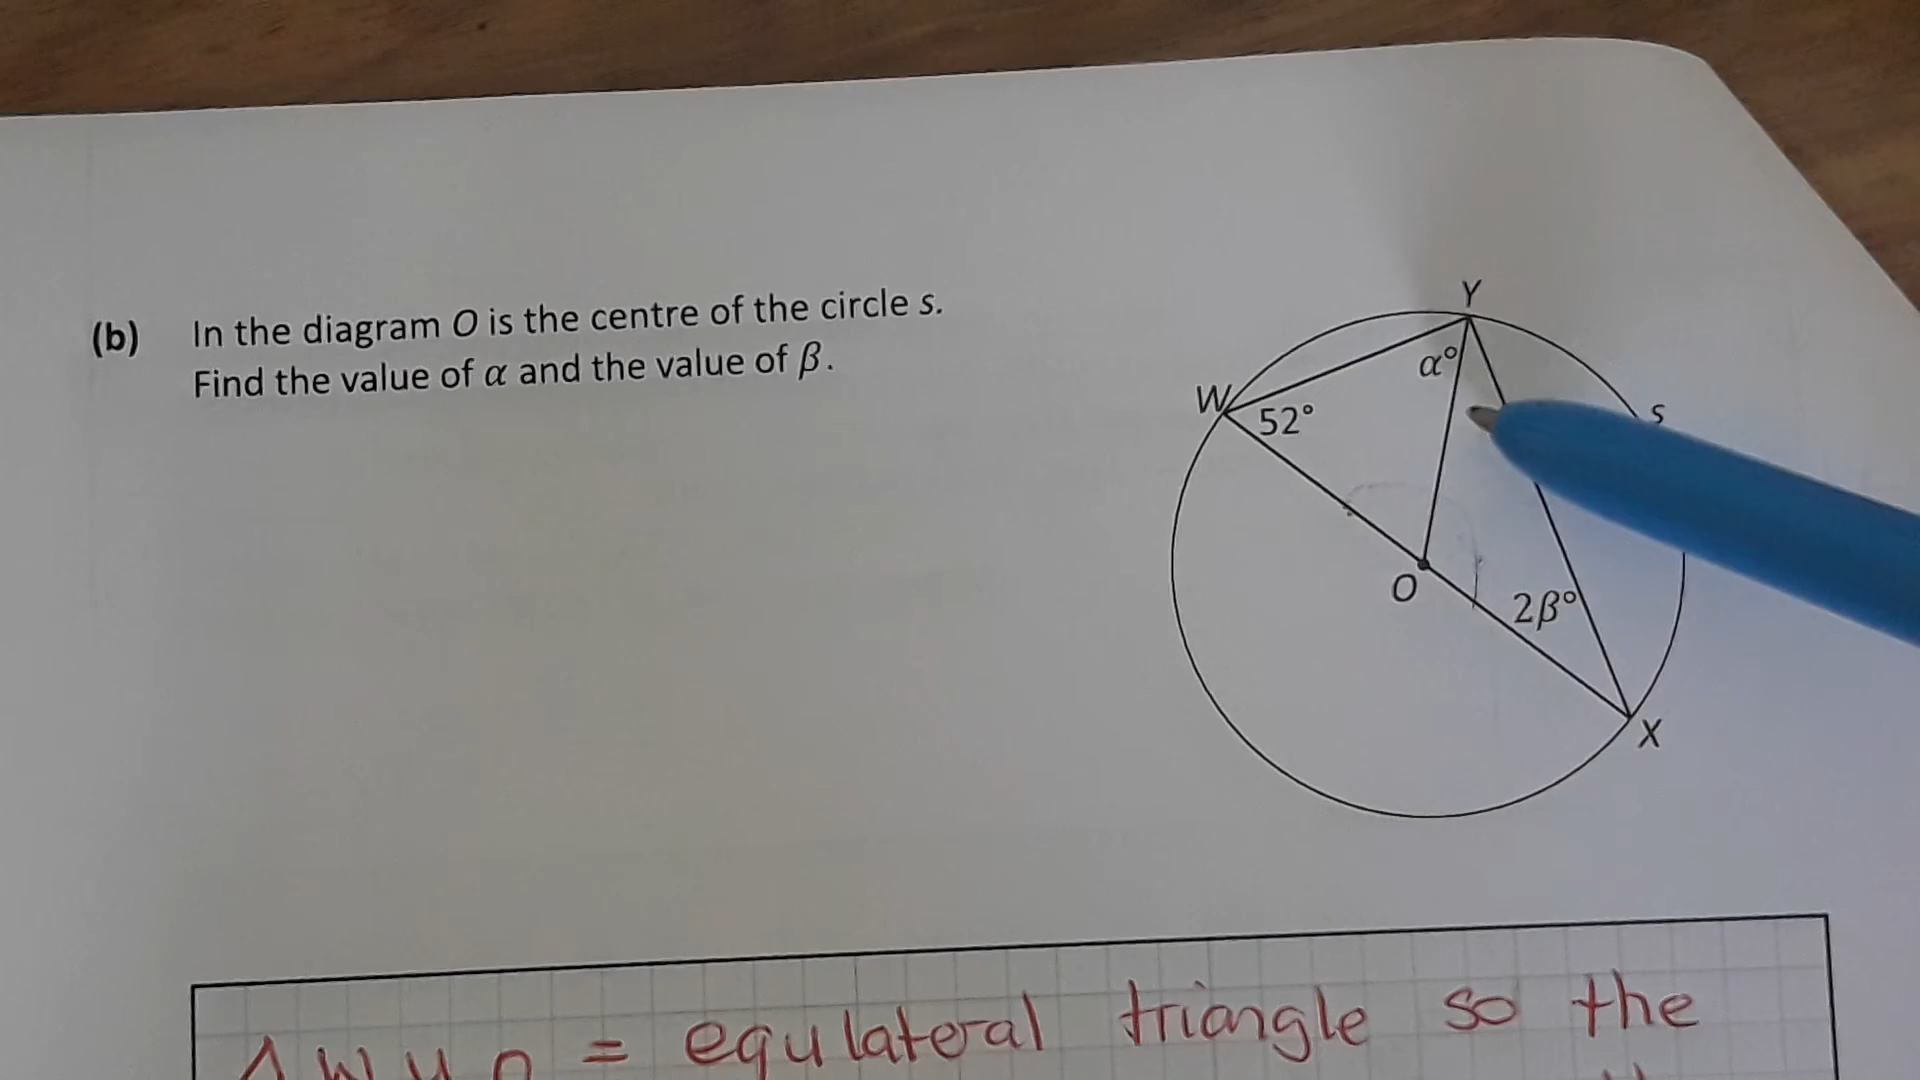 (b) In the diagram O is the centre of the circle s.
Find the value of α and the value of β.
Y
α°
W
52°
s
O
2β°
X
Δ W Y O = equlateral triangle so the